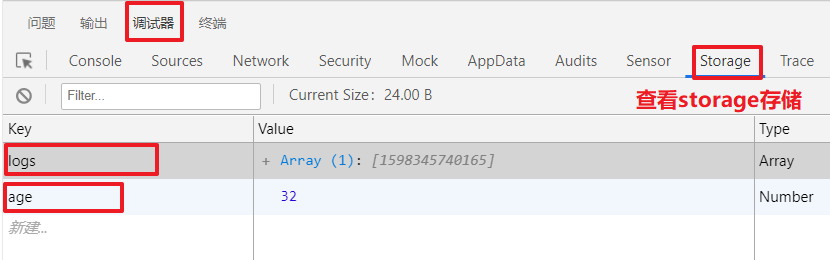 问题 输出 调试器 终端
Console Sources Network Security Mock AppData Audits Sensor Storage Trace
Filter... Current Size: 24.00 B 查看storage存储
Key Value Type
logs + Array (1): [1598345740165] Array
age 32 Number
新建...